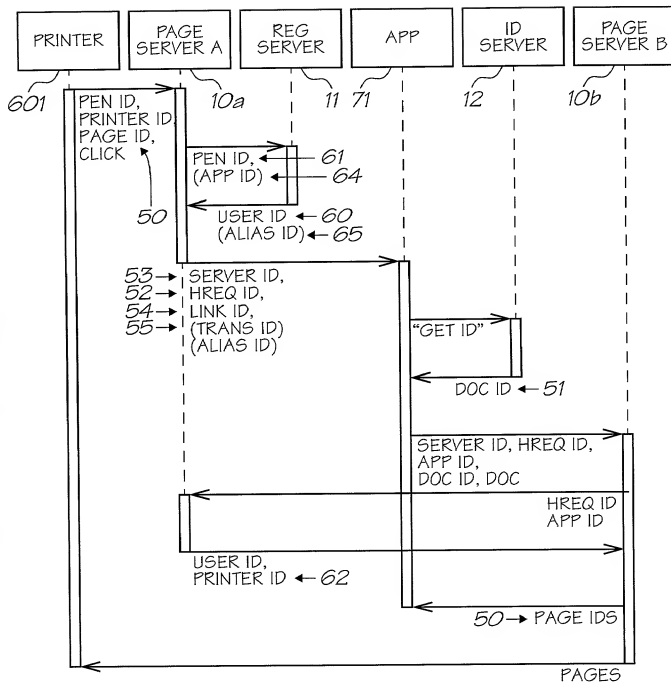 PRINTER
PAGE
SERVER A
REG
SERVER
APP
ID
SERVER
PAGE
SERVER B
601
10a
11
71
12
10b
PEN ID,
PRINTER ID
PAGE ID,
CLICK
50
PEN ID, 61
(APP ID) 64
USER ID 60
(ALIAS ID) 65
53 SERVER ID,
52 HREQ ID,
54 LINK ID,
55 (TRANS ID)
(ALIAS ID)
“GET ID”
DOC ID 51
SERVER ID, HREQ ID,
APP ID,
DOC ID, DOC
HREQ ID
APP ID
USER ID,
PRINTER ID 62
50 PAGE IDS
PAGES